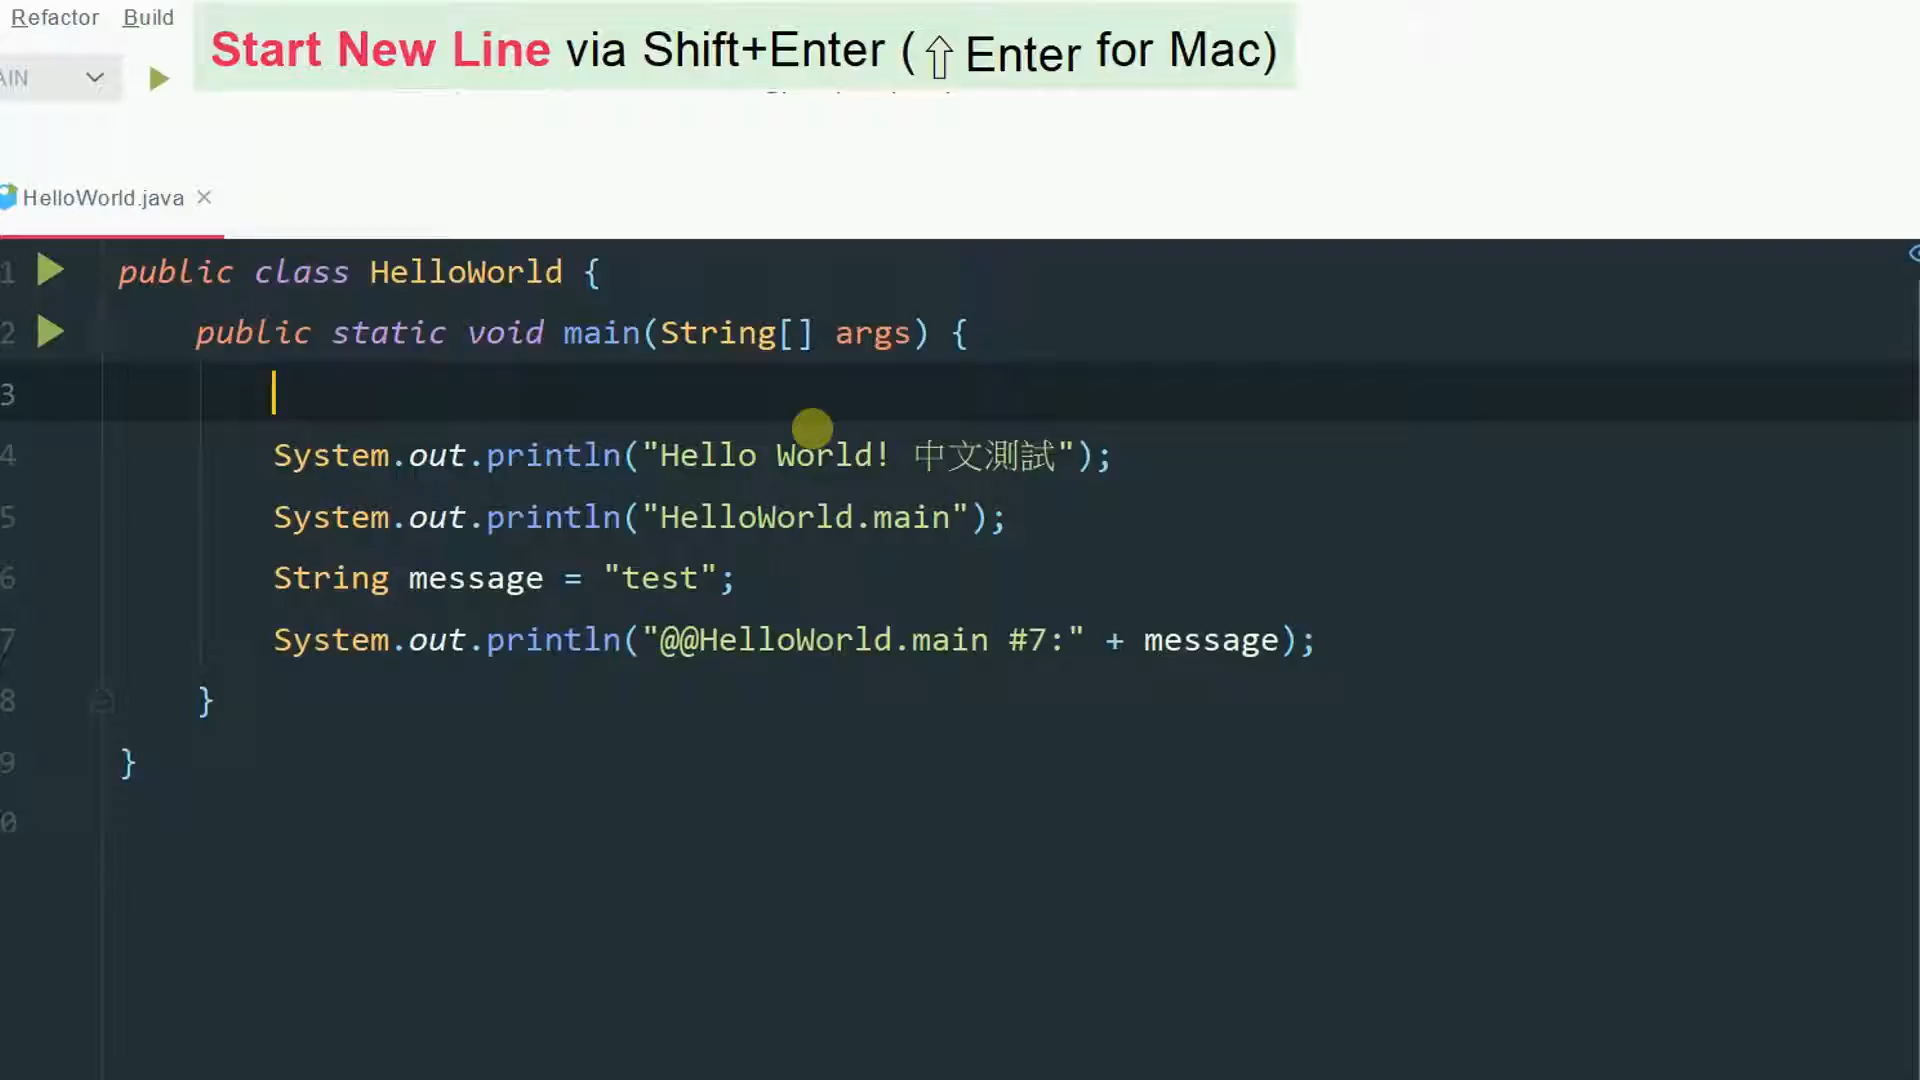 Refactor Build
Start New Line via Shift+Enter (⇧ Enter for Mac)
AIN
HelloWorld.java
1 public class HelloWorld {
2 public static void main(String[] args) {
3
4 System.out.println("Hello World! 中文測試");
5 System.out.println("HelloWorld.main");
6 String message = "test";
7 System.out.println("@@HelloWorld.main #7:" + message);
8 }
9 }
0